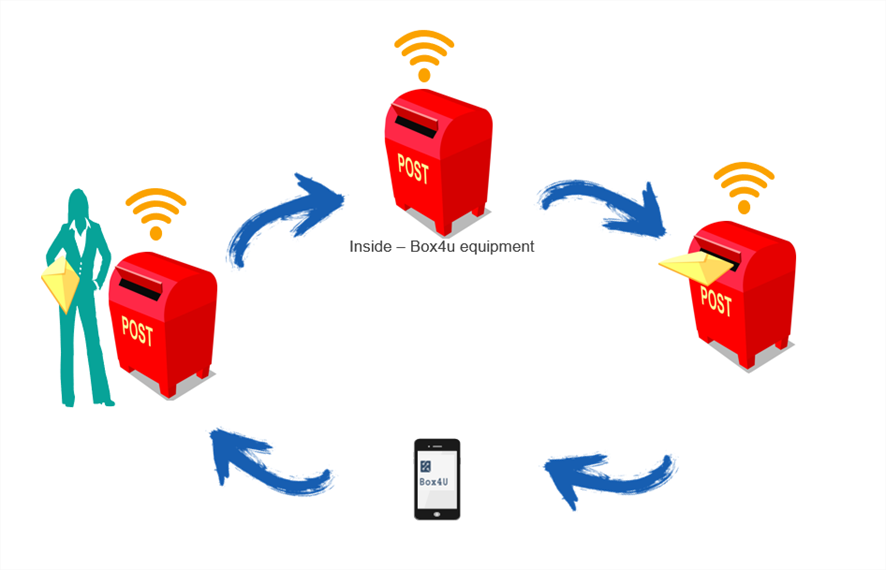 POST
Inside – Box4u equipment
POST
POST
Box4U